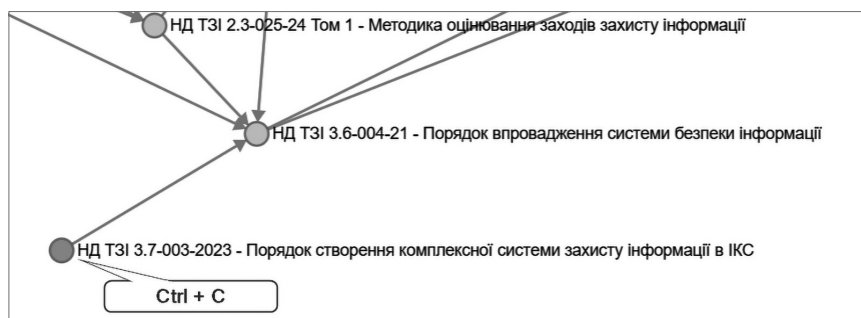 НД ТЗІ 2.3-025-24 Том 1 - Методика оцінювання заходів захисту інформації
НД ТЗІ 3.6-004-21 - Порядок впровадження системи безпеки інформації
НД ТЗІ 3.7-003-2023 - Порядок створення комплексної системи захисту інформації в ІКС
Ctrl + C